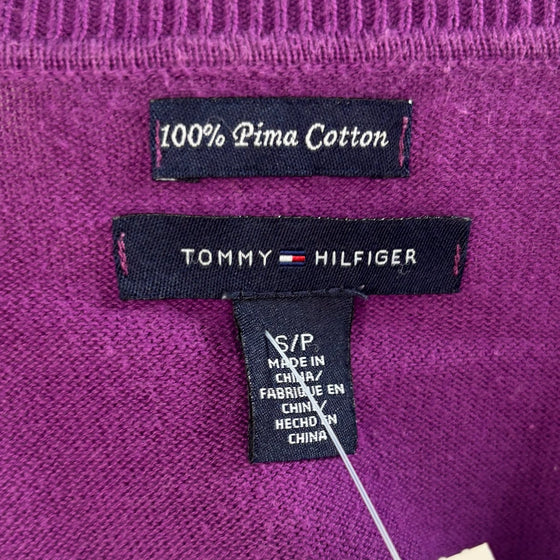 100% Pima Cotton
TOMMY HILFIGER
S/P
MADE IN
CHINA/
FABRIQUE EN
CHINE/
HECHO EN
CHINA